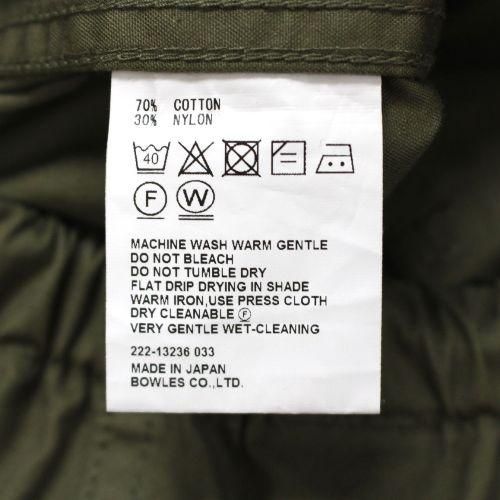 70% COTTON
30% NYLON
40
F W
MACHINE WASH WARM GENTLE
DO NOT BLEACH
DO NOT TUMBLE DRY
FLAT DRIP DRYING IN SHADE
WARM IRON,USE PRESS CLOTH
DRY CLEANABLE Ⓕ
VERY GENTLE WET-CLEANING
222-13236 033
MADE IN JAPAN
BOWLES CO.,LTD.